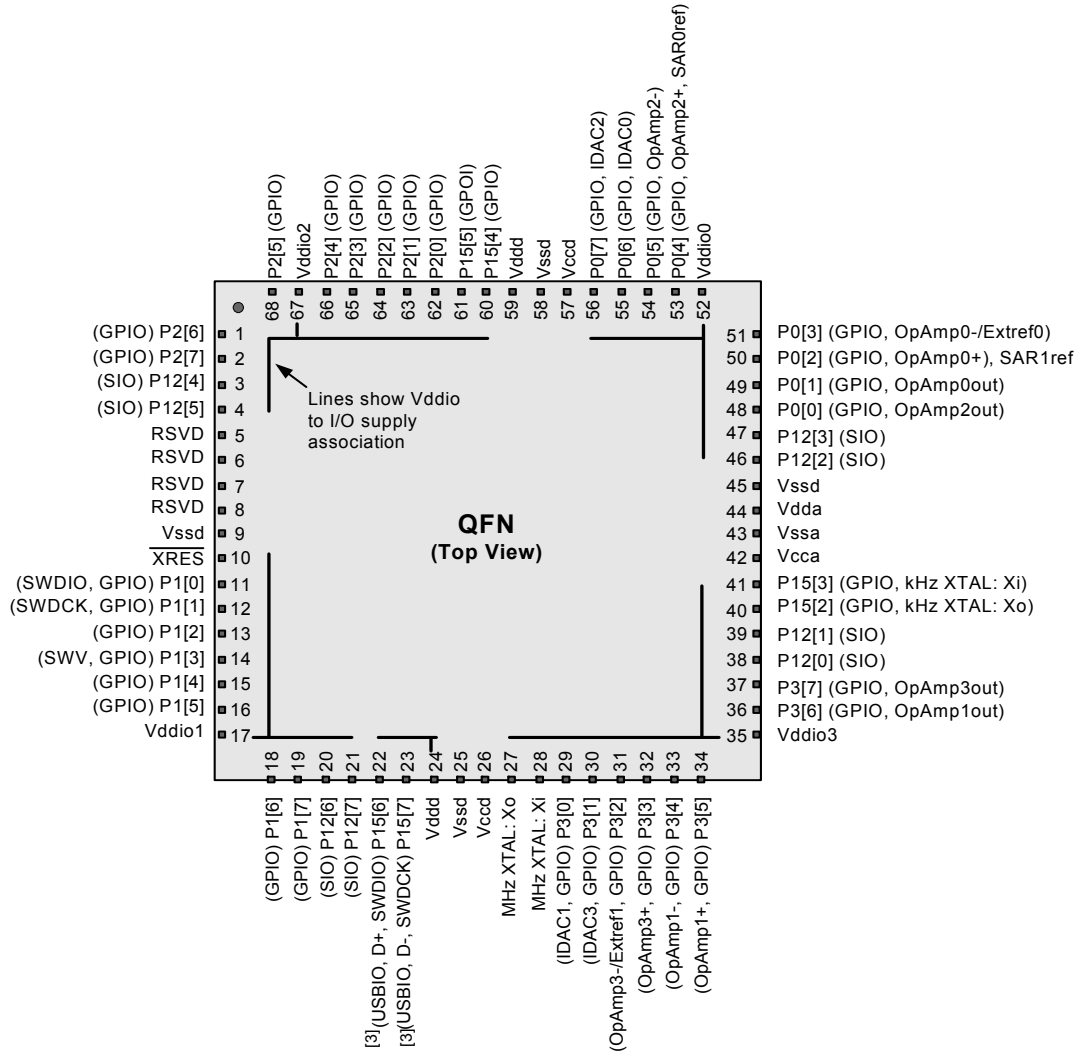 P2[5] (GPIO)
Vddio2
P2[4] (GPIO)
P2[3] (GPIO)
P2[2] (GPIO)
P2[1] (GPIO)
P2[0] (GPIO)
P15[5] (GPOI)
P15[4] (GPIO)
Vddd
Vssd
Vccd
P0[7] (GPIO, IDAC2)
P0[6] (GPIO, IDAC0)
P0[5] (GPIO, OpAmp2-)
P0[4] (GPIO, OpAmp2+, SAR0ref)
Vddio0
68
67
66
65
64
63
62
61
60
59
58
57
56
55
54
53
52
(GPIO) P2[6] 1
(GPIO) P2[7] 2
(SIO) P12[4] 3
(SIO) P12[5] 4
RSVD 5
RSVD 6
RSVD 7
RSVD 8
Vssd 9
XRES 10
(SWDIO, GPIO) P1[0] 11
(SWDCK, GPIO) P1[1] 12
(GPIO) P1[2] 13
(SWV, GPIO) P1[3] 14
(GPIO) P1[4] 15
(GPIO) P1[5] 16
Vddio1 17
Lines show Vddio
to I/O supply
association
QFN
(Top View)
51 P0[3] (GPIO, OpAmp0-/Extref0)
50 P0[2] (GPIO, OpAmp0+), SAR1ref
49 P0[1] (GPIO, OpAmp0out)
48 P0[0] (GPIO, OpAmp2out)
47 P12[3] (SIO)
46 P12[2] (SIO)
45 Vssd
44 Vdda
43 Vssa
42 Vcca
41 P15[3] (GPIO, kHz XTAL: Xi)
40 P15[2] (GPIO, kHz XTAL: Xo)
39 P12[1] (SIO)
38 P12[0] (SIO)
37 P3[7] (GPIO, OpAmp3out)
36 P3[6] (GPIO, OpAmp1out)
35 Vddio3
18
19
20
21
22
23
24
25
26
27
28
29
30
31
32
33
34
(GPIO) P1[6]
(GPIO) P1[7]
(SIO) P12[6]
(SIO) P12[7]
[3](USBIO, D+, SWDIO) P15[6]
[3](USBIO, D-, SWDCK) P15[7]
Vddd
Vssd
Vccd
MHz XTAL: Xo
MHz XTAL: Xi
(IDAC1, GPIO) P3[0]
(IDAC3, GPIO) P3[1]
(OpAmp3-/Extref1, GPIO) P3[2]
(OpAmp3+, GPIO) P3[3]
(OpAmp1-, GPIO) P3[4]
(OpAmp1+, GPIO) P3[5]